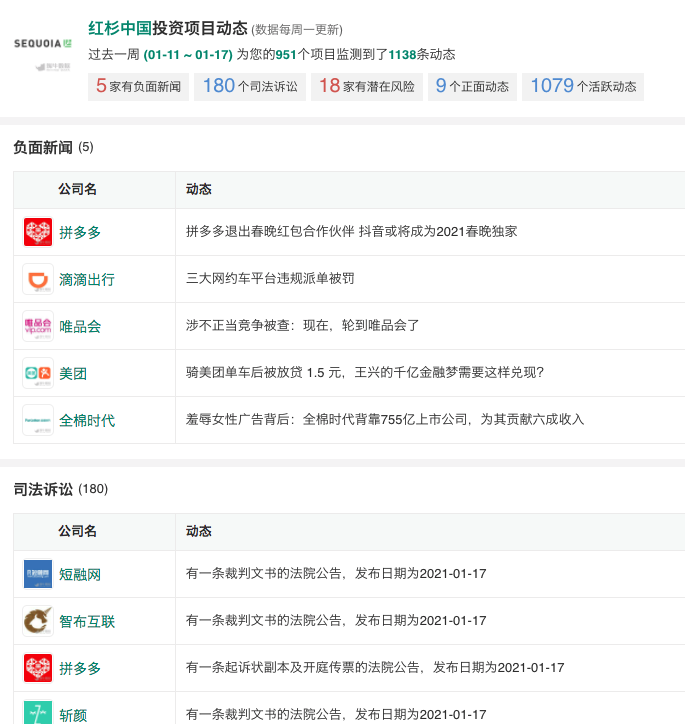 SEQUOIA
红杉中国投资项目动态 (数据每周一更新)
过去一周 (01-11 ~ 01-17) 为您的951个项目监测到了1138条动态
5 家有负面新闻 180 个司法诉讼 18 家有潜在风险 9 个正面动态 1079 个活跃动态
负面新闻 (5)
公司名 动态
拼多多 拼多多退出春晚红包合作伙伴 抖音或将成为2021春晚独家
滴滴出行 三大网约车平台违规派单被罚
唯品会 vip.com
唯品会 涉不正当竞争被查：现在，轮到唯品会了
美团 骑美团单车后被放贷 1.5 元，王兴的千亿金融梦需要这样兑现？
全棉时代 羞辱女性广告背后：全棉时代背靠755亿上市公司，为其贡献六成收入
司法诉讼 (180)
公司名 动态
短融网 有一条裁判文书的法院公告，发布日期为2021-01-17
智布互联 有一条裁判文书的法院公告，发布日期为2021-01-17
拼多多 有一条起诉状副本及开庭传票的法院公告，发布日期为2021-01-17
斩颜 有一条裁判文书的法院公告，发布日期为2021-01-17